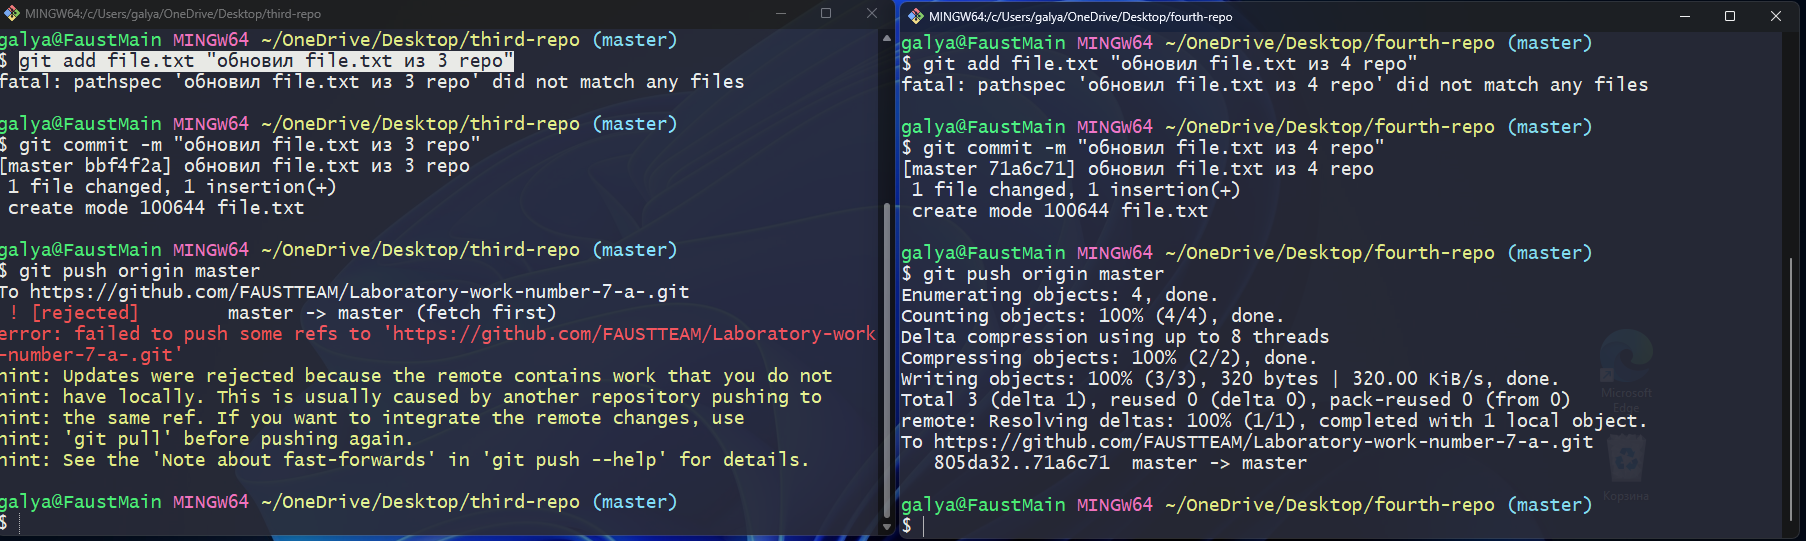 MINGW64:/c/Users/galya/OneDrive/Desktop/third-repo
galya@FaustMain MINGW64 ~/OneDrive/Desktop/third-repo (master)
$ git add file.txt "обновил file.txt из 3 repo"
fatal: pathspec 'обновил file.txt из 3 repo' did not match any files

galya@FaustMain MINGW64 ~/OneDrive/Desktop/third-repo (master)
$ git commit -m "обновил file.txt из 3 repo"
[master bbf4f2a] обновил file.txt из 3 repo
 1 file changed, 1 insertion(+)
 create mode 100644 file.txt

galya@FaustMain MINGW64 ~/OneDrive/Desktop/third-repo (master)
$ git push origin master
To https://github.com/FAUSTTEAM/Laboratory-work-number-7-a-.git
 ! [rejected]        master -> master (fetch first)
error: failed to push some refs to 'https://github.com/FAUSTTEAM/Laboratory-work
-number-7-a-.git'
hint: Updates were rejected because the remote contains work that you do not
hint: have locally. This is usually caused by another repository pushing to
hint: the same ref. If you want to integrate the remote changes, use
hint: 'git pull' before pushing again.
hint: See the 'Note about fast-forwards' in 'git push --help' for details.

galya@FaustMain MINGW64 ~/OneDrive/Desktop/third-repo (master)
$
MINGW64:/c/Users/galya/OneDrive/Desktop/fourth-repo
galya@FaustMain MINGW64 ~/OneDrive/Desktop/fourth-repo (master)
$ git add file.txt "обновил file.txt из 4 repo"
fatal: pathspec 'обновил file.txt из 4 repo' did not match any files

galya@FaustMain MINGW64 ~/OneDrive/Desktop/fourth-repo (master)
$ git commit -m "обновил file.txt из 4 repo"
[master 71a6c71] обновил file.txt из 4 repo
 1 file changed, 1 insertion(+)
 create mode 100644 file.txt

galya@FaustMain MINGW64 ~/OneDrive/Desktop/fourth-repo (master)
$ git push origin master
Enumerating objects: 4, done.
Counting objects: 100% (4/4), done.
Delta compression using up to 8 threads
Compressing objects: 100% (2/2), done.
Writing objects: 100% (3/3), 320 bytes | 320.00 KiB/s, done.
Total 3 (delta 1), reused 0 (delta 0), pack-reused 0 (from 0)
remote: Resolving deltas: 100% (1/1), completed with 1 local object.
To https://github.com/FAUSTTEAM/Laboratory-work-number-7-a-.git
   805da32..71a6c71  master -> master

galya@FaustMain MINGW64 ~/OneDrive/Desktop/fourth-repo (master)
$
Microsoft
Edge
Корзина